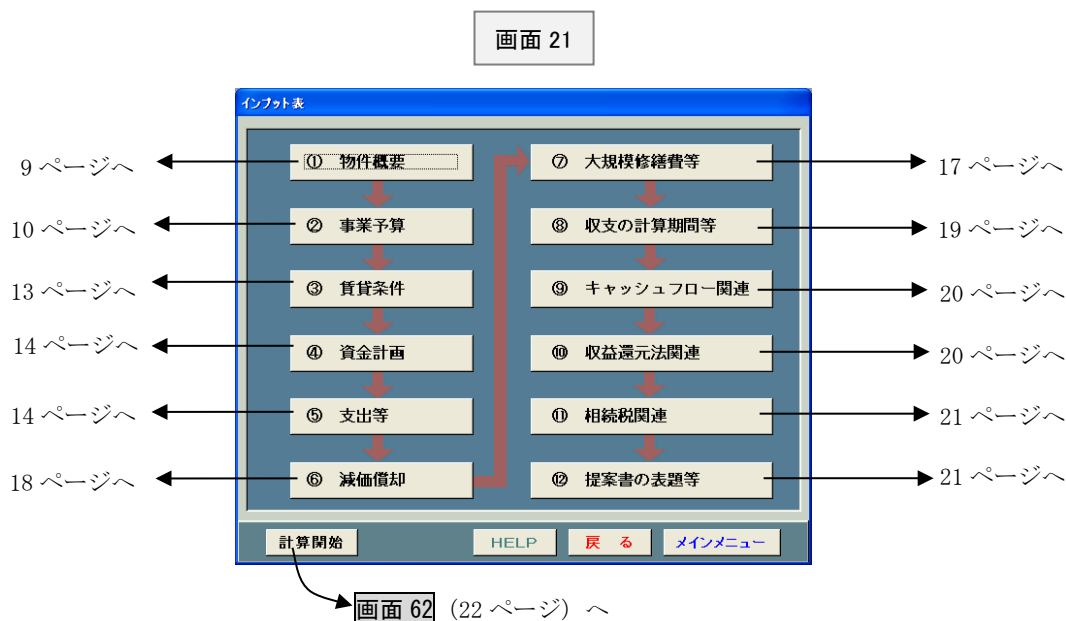 画面 21
インプット表
9 ページへ
① 物件概要
⑦ 大規模修繕費等
17 ページへ
10 ページへ
② 事業予算
⑧ 収支の計算期間等
19 ページへ
13 ページへ
③ 賃貸条件
⑨ キャッシュフロー関連
20 ページへ
14 ページへ
④ 資金計画
⑩ 収益還元法関連
20 ページへ
14 ページへ
⑤ 支出等
⑪ 相続税関連
21 ページへ
18 ページへ
⑥ 減価償却
⑫ 提案書の表題等
21 ページへ
計算開始
HELP
戻 る
メインメニュー
画面 62 (22 ページ) へ